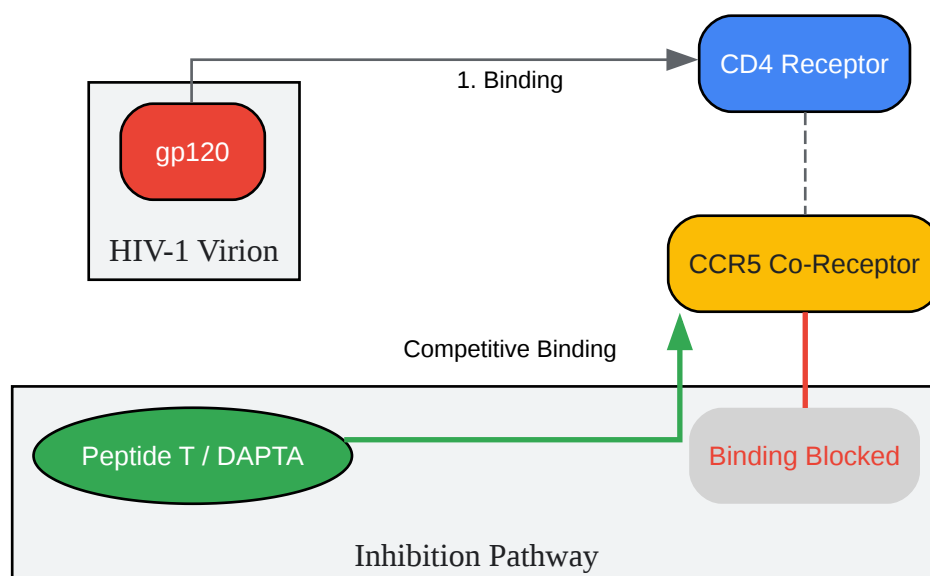 CD4 Receptor
1. Binding
gp120
HIV-1 Virion
CCR5 Co-Receptor
Competitive Binding
Peptide T / DAPTA
Binding Blocked
Inhibition Pathway